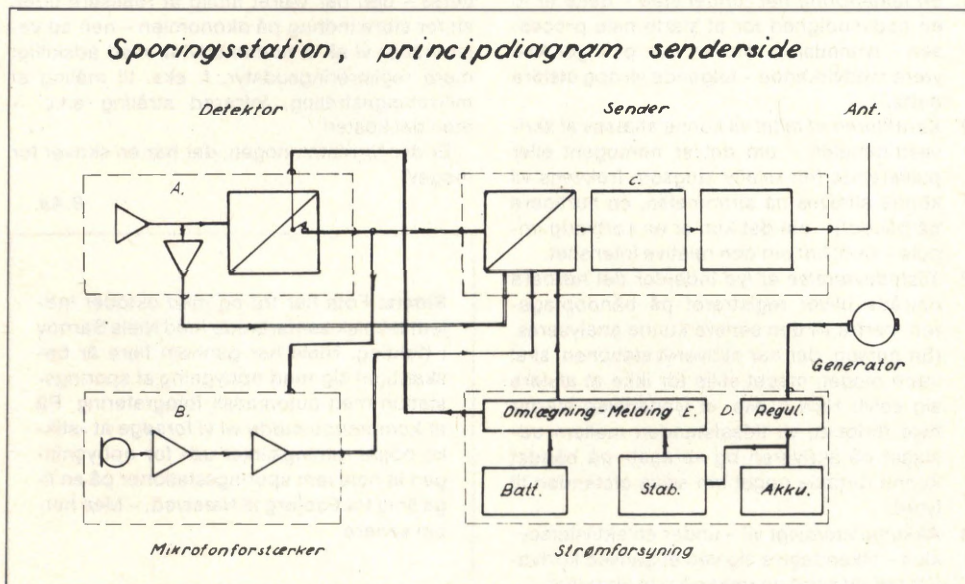 Sporingsstation, principdiagram senderside
Detektor
Sender
Ant.
A.
C.
Generator
B.
Omlægning-Melding E.
D. Regul.
Batt.
Stab.
Akku.
Mikrofonforstærker
Strømforsyning